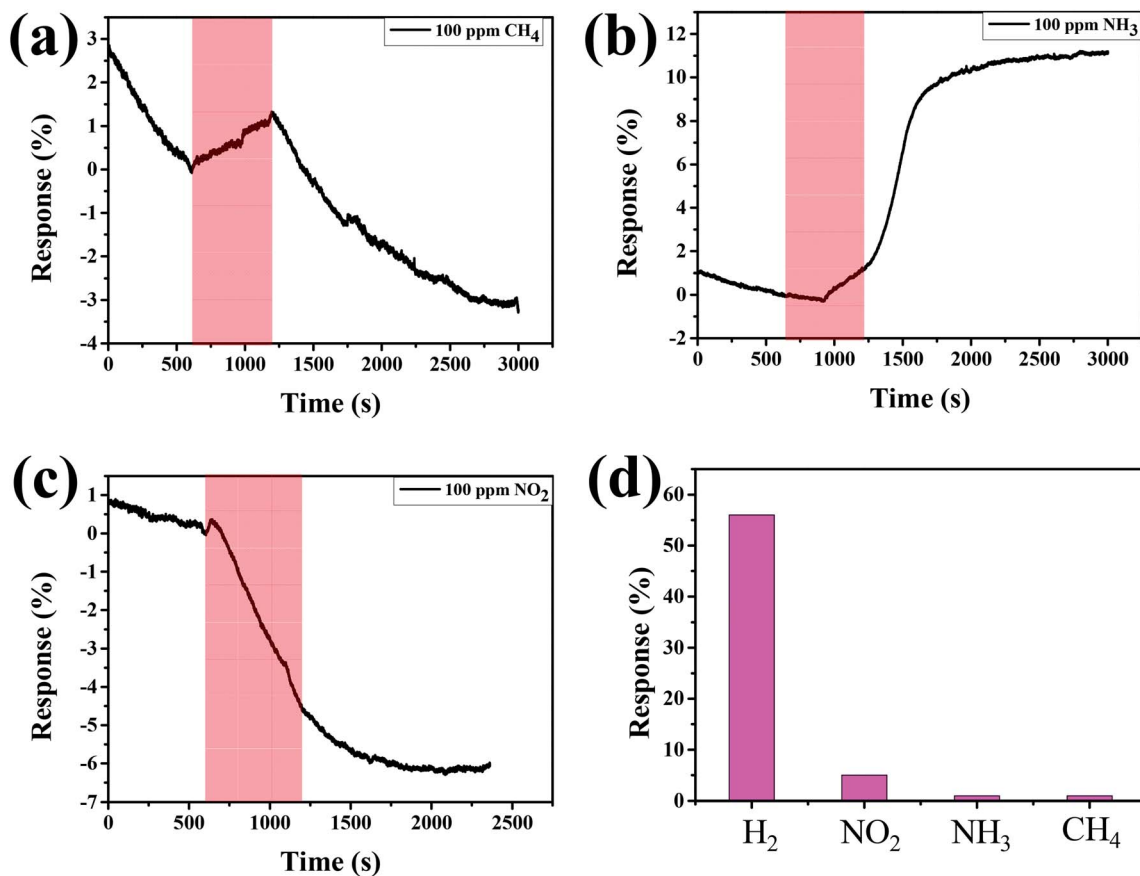 (a)
100 ppm CH₄
Response (%)
3
2
1
0
-1
-2
-3
-4
0 500 1000 1500 2000 2500 3000
Time (s)
(b)
100 ppm NH₃
Response (%)
12
10
8
6
4
2
0
-2
0 500 1000 1500 2000 2500 3000
Time (s)
(c)
100 ppm NO₂
Response (%)
1
0
-1
-2
-3
-4
-5
-6
-7
0 500 1000 1500 2000 2500
Time (s)
(d)
Response (%)
60
50
40
30
20
10
0
H₂ NO₂ NH₃ CH₄